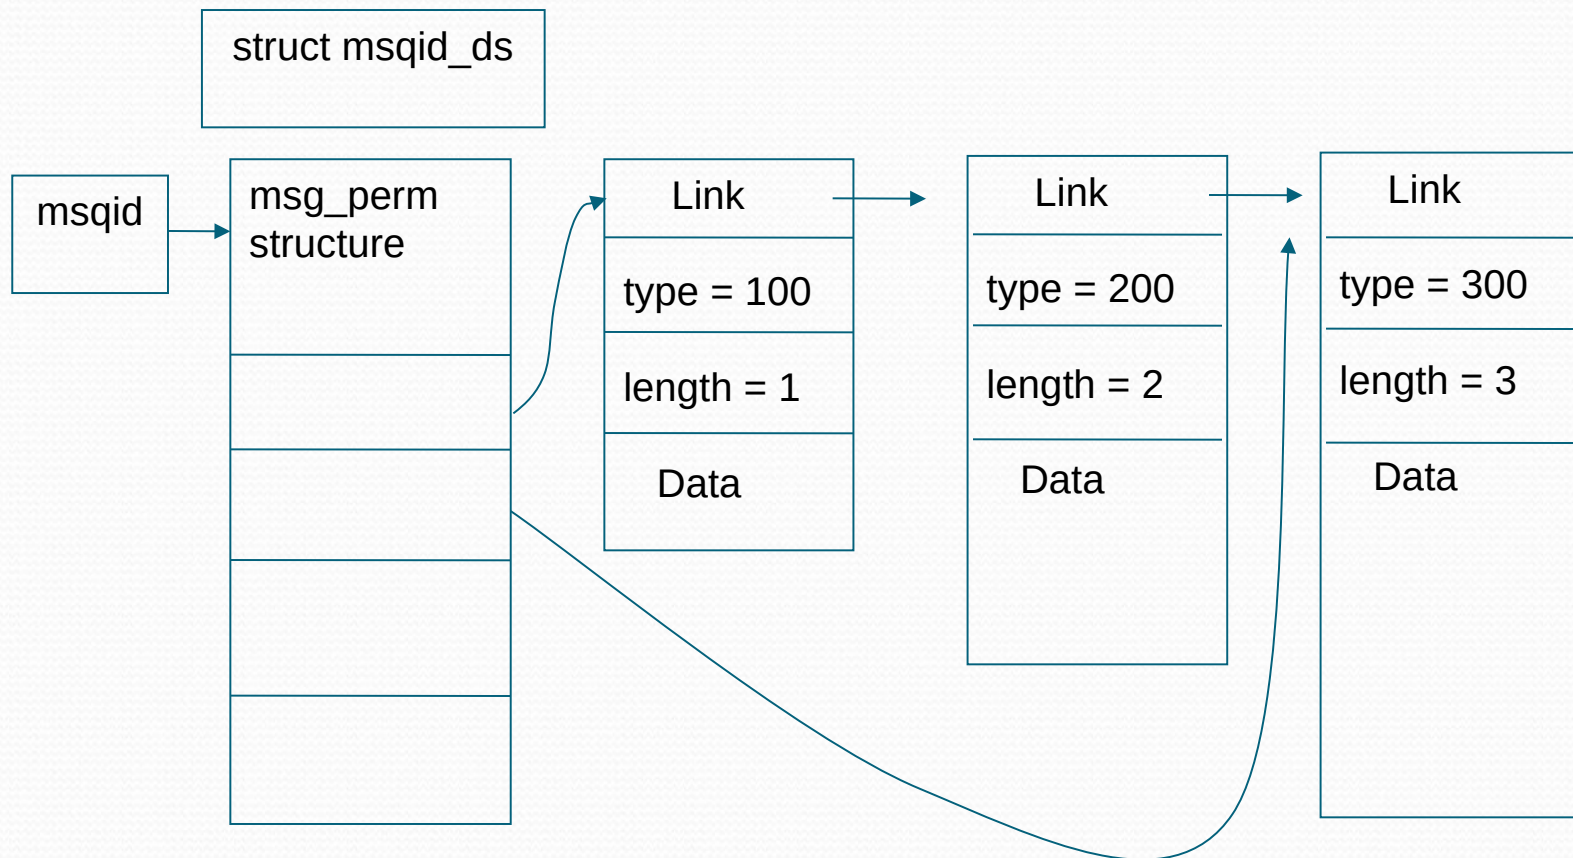 struct msqid_ds
msqid
msg_perm
structure
Link
type = 100
length = 1
Data
Link
type = 200
length = 2
Data
Link
type = 300
length = 3
Data